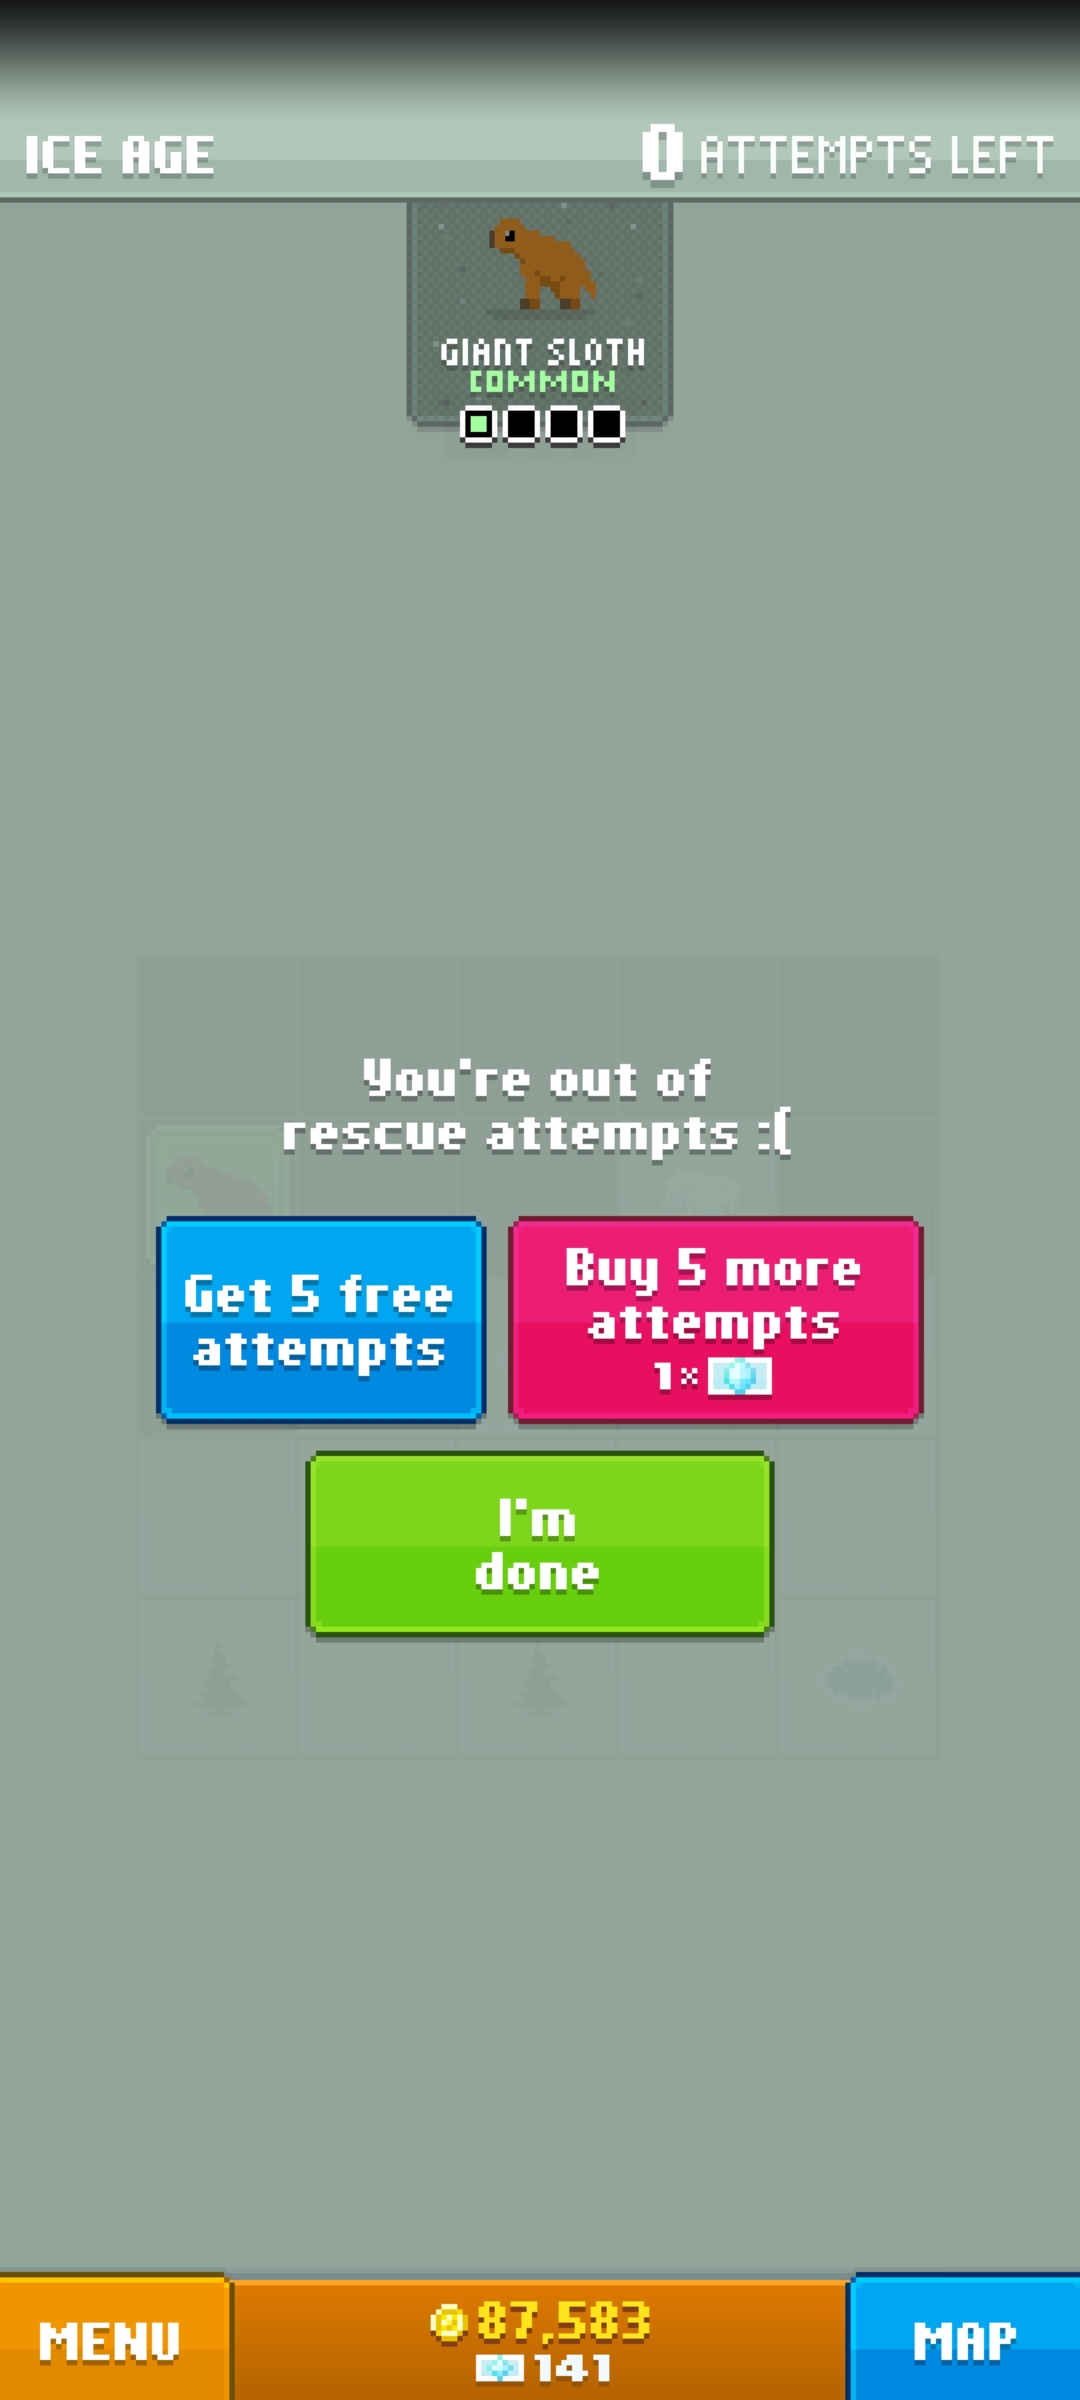 ICE AGE
0 ATTEMPTS LEFT
GIANT SLOTH
COMMON
You're out of
rescue attempts :(
Get 5 free
attempts
Buy 5 more
attempts
1×
I'm
done
MENU
87,583
141
MAP